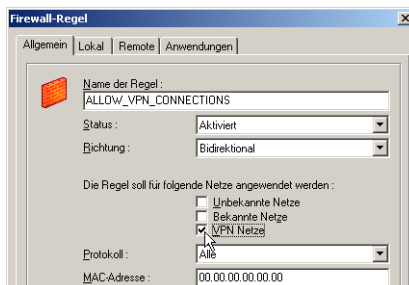 Firewall-Regel
Allgemein Lokal Remote Anwendungen
Name der Regel :
ALLOW_VPN_CONNECTIONS
Status : Aktiviert
Richtung : Bidirektional
Die Regel soll für folgende Netze angewendet werden :
Unbekannte Netze
Bekannte Netze
VPN Netze
Protokoll : Alle
MAC-Adresse : 00.00.00.00.00.00